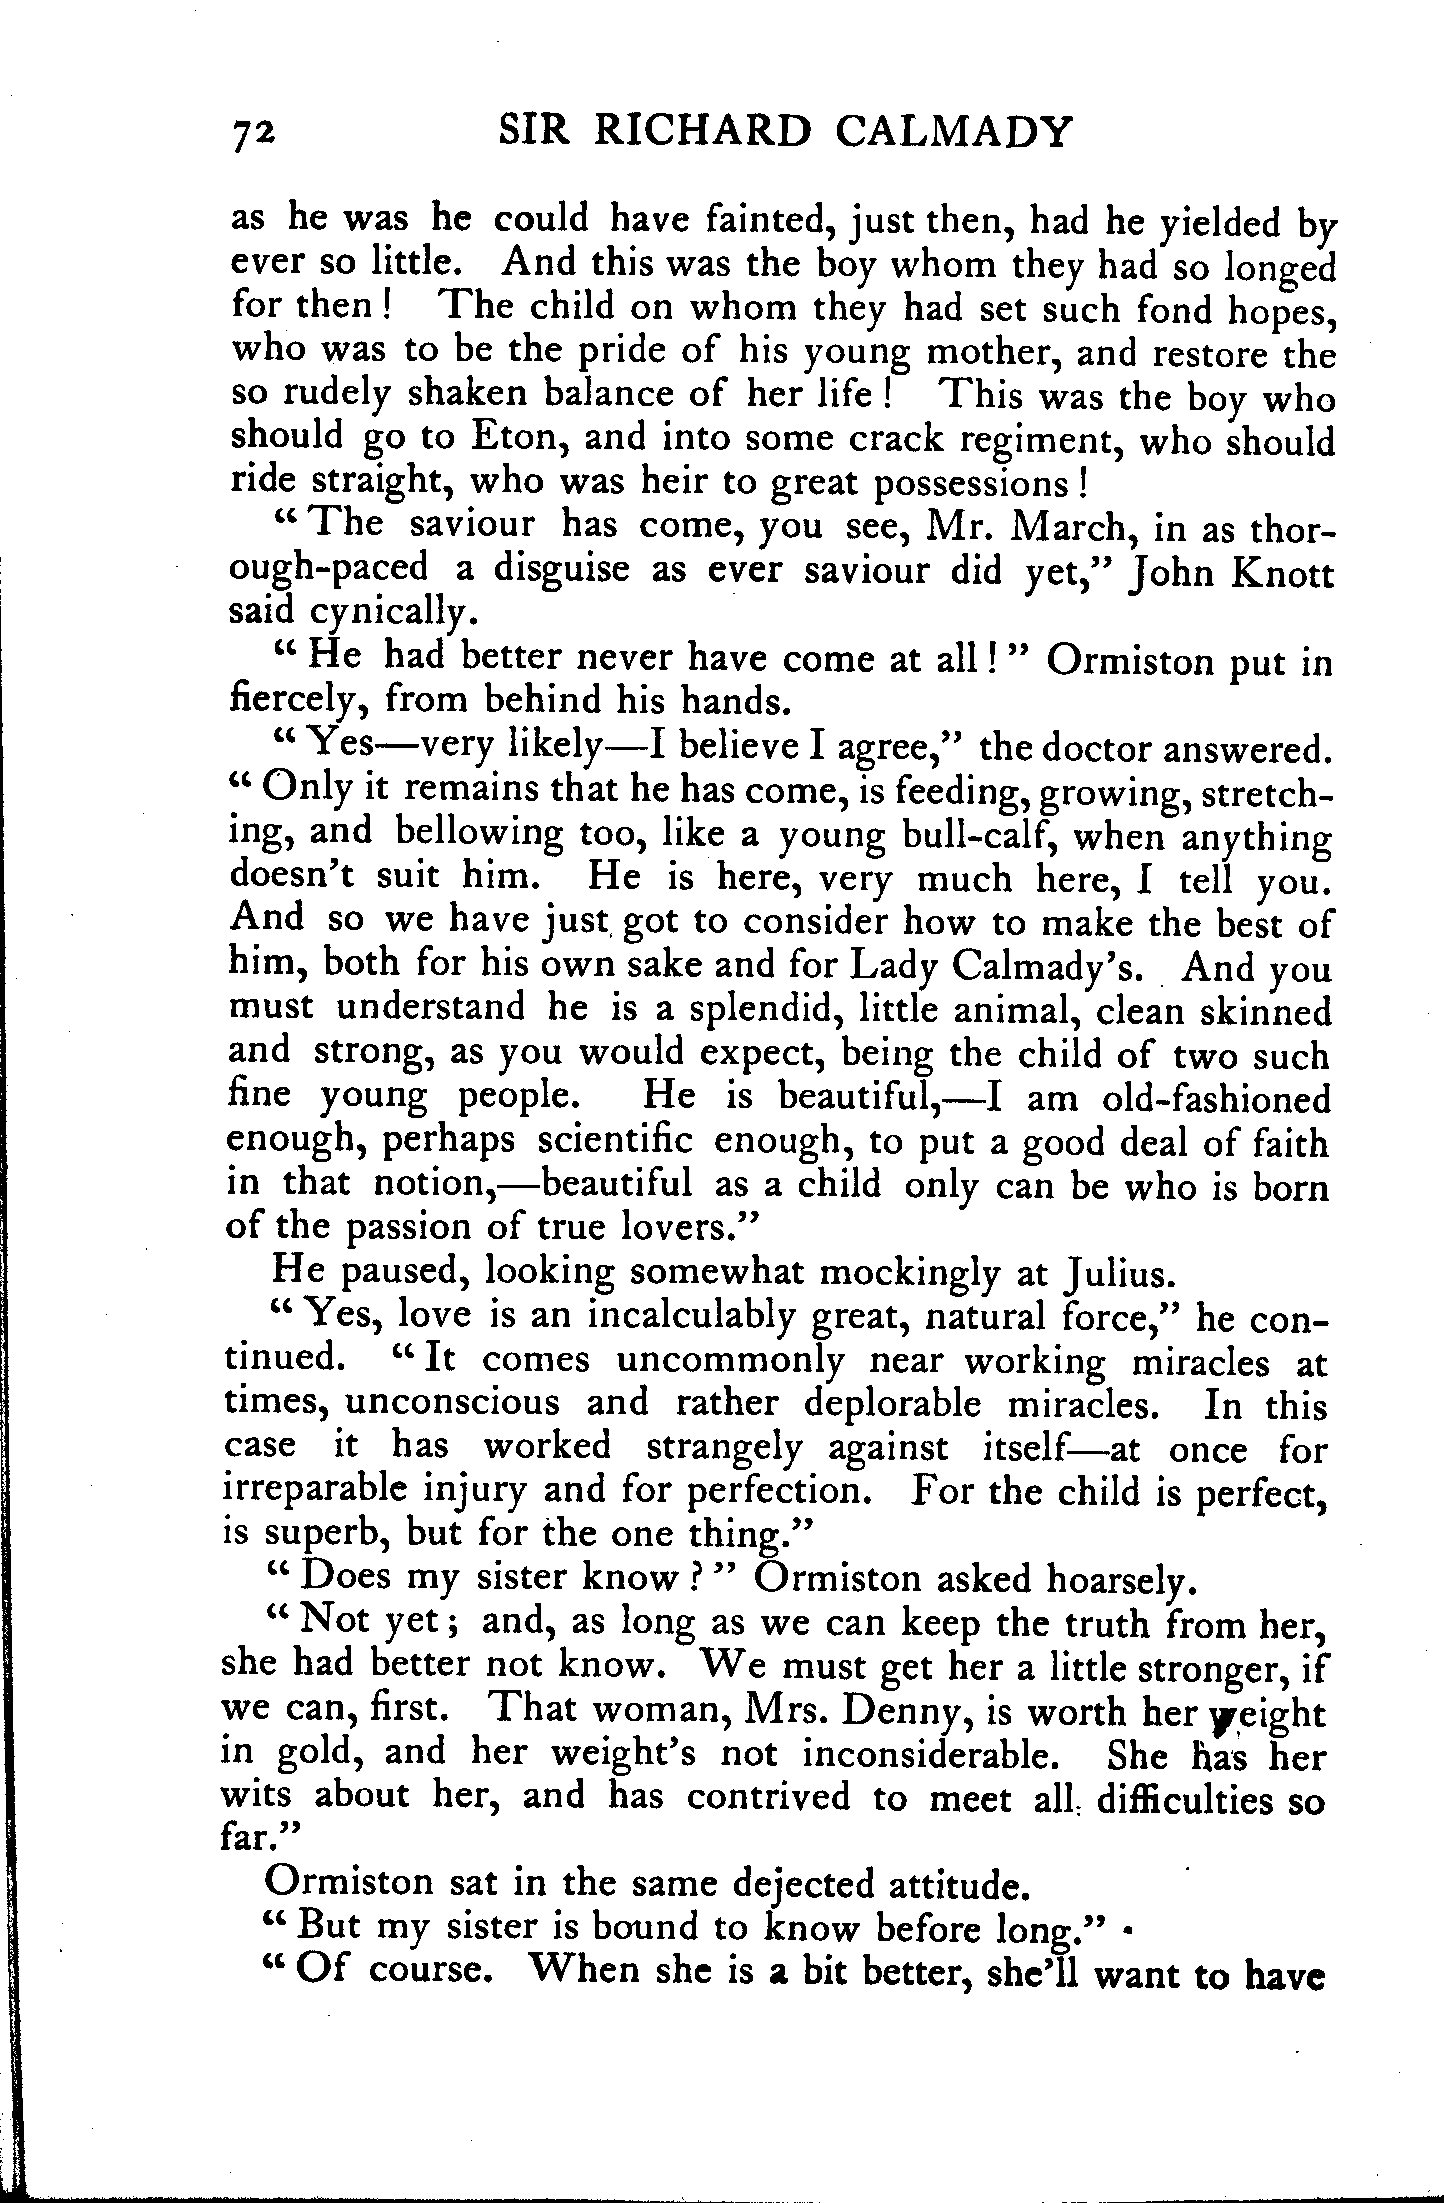 72 SIR RICHARD CALMADY
as he was he could have fainted, just then, had he yielded by
ever so little. And this was the boy whom they had so longed
for then! The child on whom they had set such fond hopes,
who was to be the pride of his young mother, and restore the
so rudely shaken balance of her life! This was the boy who
should go to Eton, and into some crack regiment, who should
ride straight, who was heir to great possessions!
“The saviour has come, you see, Mr. March, in as thor-
ough-paced a disguise as ever saviour did yet,” John Knott
said cynically.
“He had better never have come at all!” Ormiston put in
fiercely, from behind his hands.
“Yes—very likely—I believe I agree,” the doctor answered.
“Only it remains that he has come, is feeding, growing, stretch-
ing, and bellowing too, like a young bull-calf, when anything
doesn’t suit him. He is here, very much here, I tell you.
And so we have just got to consider how to make the best of
him, both for his own sake and for Lady Calmady’s. And you
must understand he is a splendid, little animal, clean skinned
and strong, as you would expect, being the child of two such
fine young people. He is beautiful,—I am old-fashioned
enough, perhaps scientific enough, to put a good deal of faith
in that notion,—beautiful as a child only can be who is born
of the passion of true lovers.”
He paused, looking somewhat mockingly at Julius.
“Yes, love is an incalculably great, natural force,” he con-
tinued. “It comes uncommonly near working miracles at
times, unconscious and rather deplorable miracles. In this
case it has worked strangely against itself—at once for
irreparable injury and for perfection. For the child is perfect,
is superb, but for the one thing.”
“Does my sister know?” Ormiston asked hoarsely.
“Not yet; and, as long as we can keep the truth from her,
she had better not know. We must get her a little stronger, if
we can, first. That woman, Mrs. Denny, is worth her weight
in gold, and her weight’s not inconsiderable. She has her
wits about her, and has contrived to meet all difficulties so
far.”
Ormiston sat in the same dejected attitude.
“But my sister is bound to know before long.”
“Of course. When she is a bit better, she’ll want to have